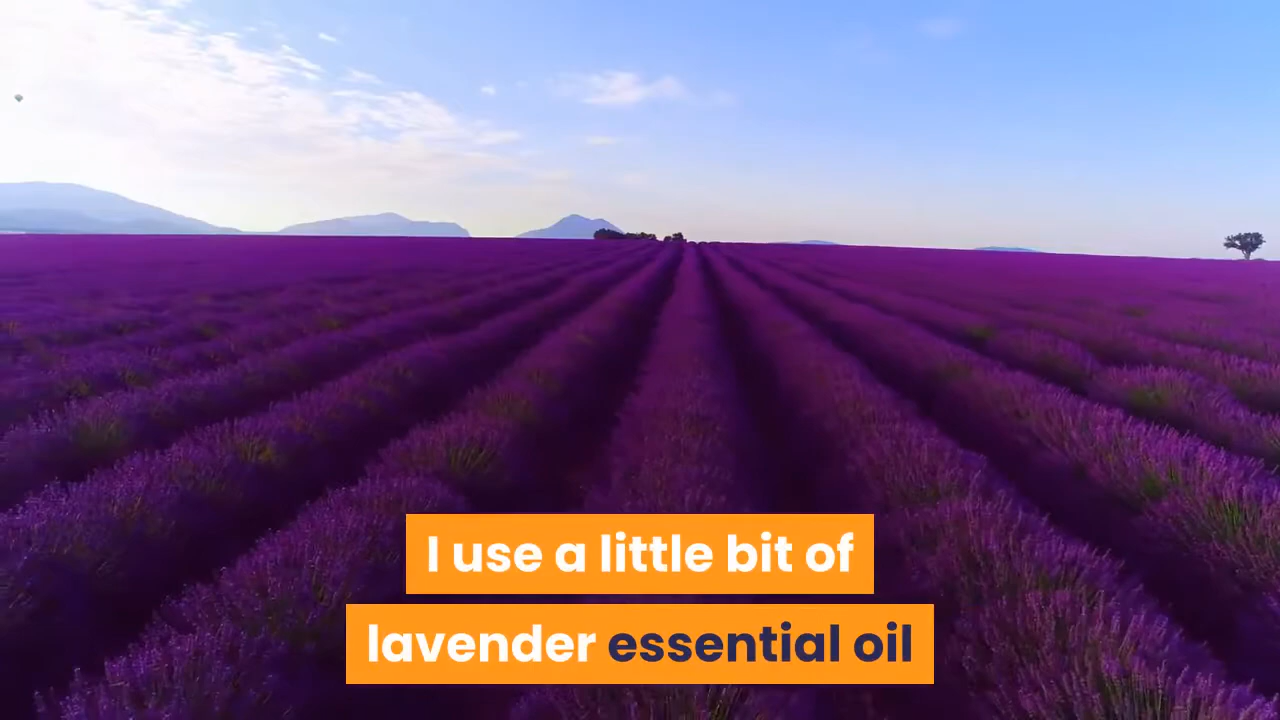 I use a little bit of
lavender essential oil